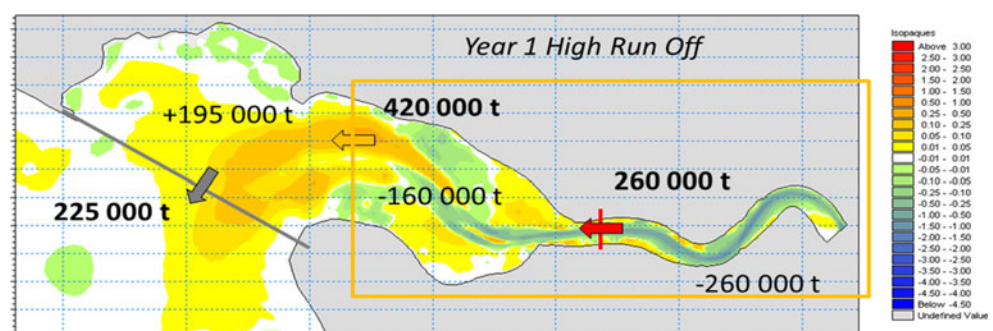 Year 1 High Run Off
+195 000 t
420 000 t
260 000 t
-160 000 t
225 000 t
-260 000 t
Isopaques
Above 3.00
2.50 - 3.00
2.00 - 2.50
1.50 - 2.00
1.00 - 1.50
0.50 - 1.00
0.25 - 0.50
0.10 - 0.25
0.05 - 0.10
0.01 - 0.05
-0.01 - 0.01
-0.05 - -0.01
-0.10 - -0.05
-0.25 - -0.10
-0.50 - -0.25
-1.00 - -0.50
-1.50 - -1.00
-2.00 - -1.50
-2.50 - -2.00
-3.00 - -2.50
-3.50 - -3.00
-4.00 - -3.50
-4.50 - -4.00
Below -4.50
Undefined Value